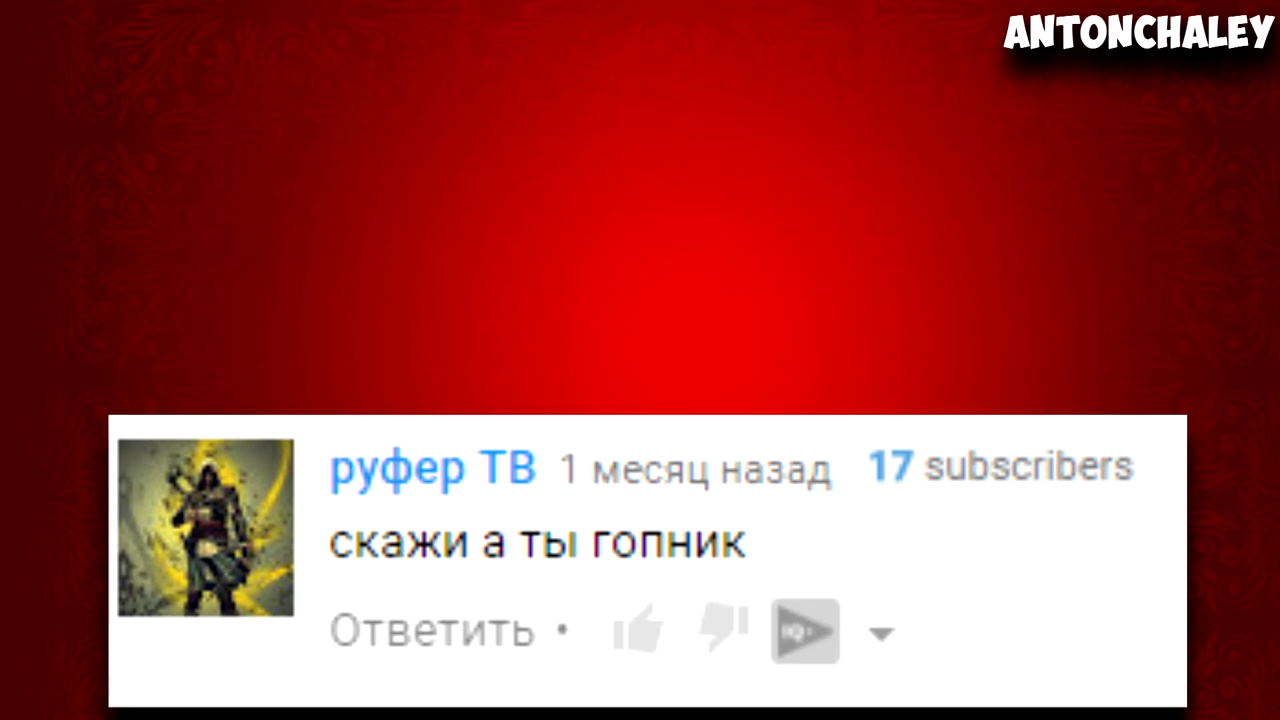 ANTONCHALEY
руфер ТВ 1 месяц назад 17 subscribers
скажи а ты гопник
Ответить •